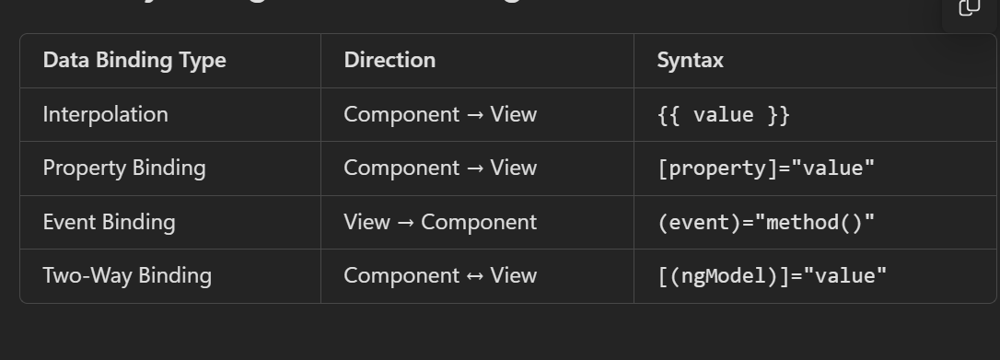 Data Binding Type Direction Syntax
Interpolation Component → View {{ value }}
Property Binding Component → View [property]="value"
Event Binding View → Component (event)="method()"
Two-Way Binding Component ↔ View [(ngModel)]="value"